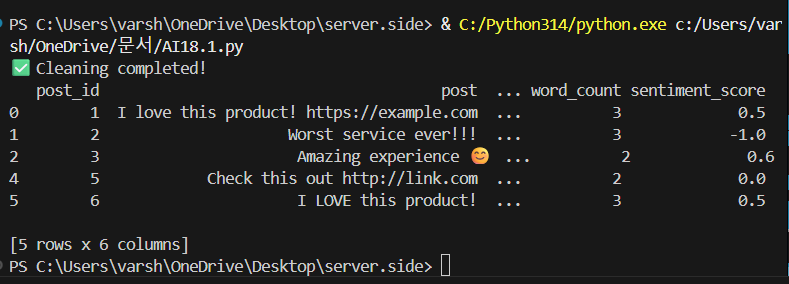 PS C:\Users\varsh\OneDrive\Desktop\server.side> & C:/Python314/python.exe c:/Users/var
sh/OneDrive/문서/AI18.1.py
✅ Cleaning completed!
   post_id                                      post  ... word_count sentiment_score
0        1  I love this product! https://example.com  ...          3             0.5
1        2                     Worst service ever!!!  ...          3            -1.0
2        3                      Amazing experience 😊  ...          2             0.6
4        5              Check this out http://link.com  ...          2             0.0
5        6                      I LOVE this product!  ...          3             0.5

[5 rows x 6 columns]
PS C:\Users\varsh\OneDrive\Desktop\server.side>